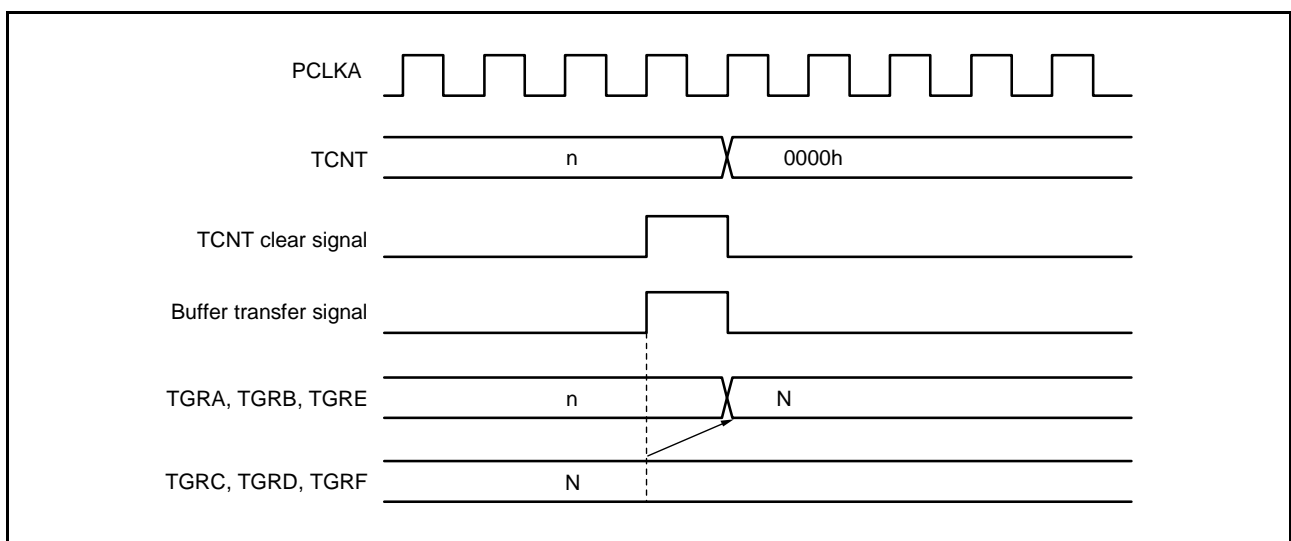 PCLKA
TCNT n 0000h
TCNT clear signal
Buffer transfer signal
TGRA, TGRB, TGRE n N
TGRC, TGRD, TGRF N